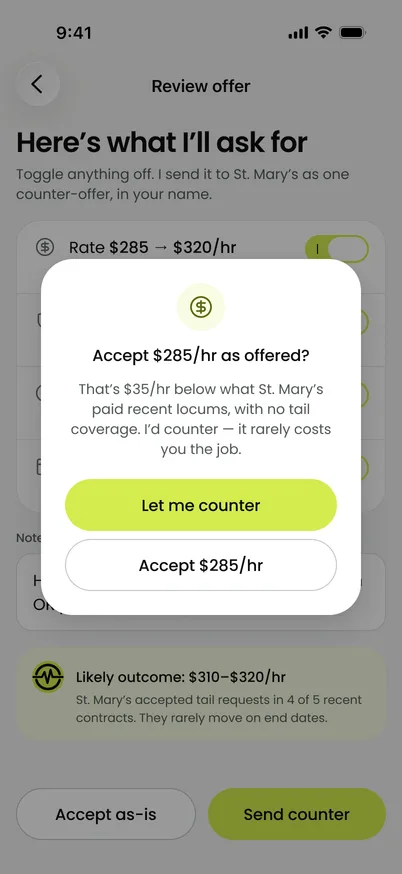 9:41
Review offer
Here's what I'll ask for
Toggle anything off. I send it to St. Mary's as one
counter-offer, in your name.
Rate $285 → $320/hr
Accept $285/hr as offered?
That's $35/hr below what St. Mary's
paid recent locums, with no tail
coverage. I'd counter — it rarely costs
you the job.
Let me counter
Accept $285/hr
Likely outcome: $310–$320/hr
St. Mary's accepted tail requests in 4 of 5 recent
contracts. They rarely move on end dates.
Accept as-is
Send counter